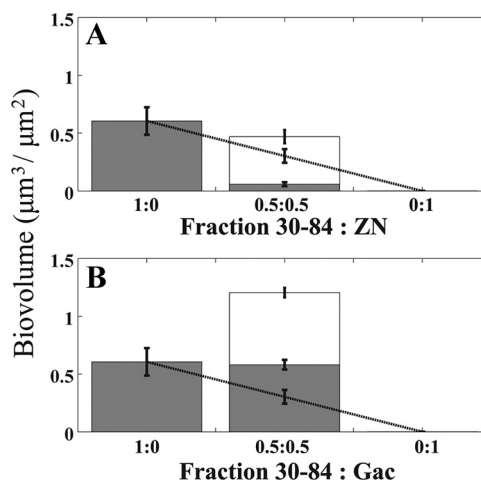 A
1.5
1
0.5
0
1:0 0.5:0.5 0:1
Fraction 30-84 : ZN
Biovolume (μm³/ μm²)
B
1.5
1
0.5
0
1:0 0.5:0.5 0:1
Fraction 30-84 : Gac